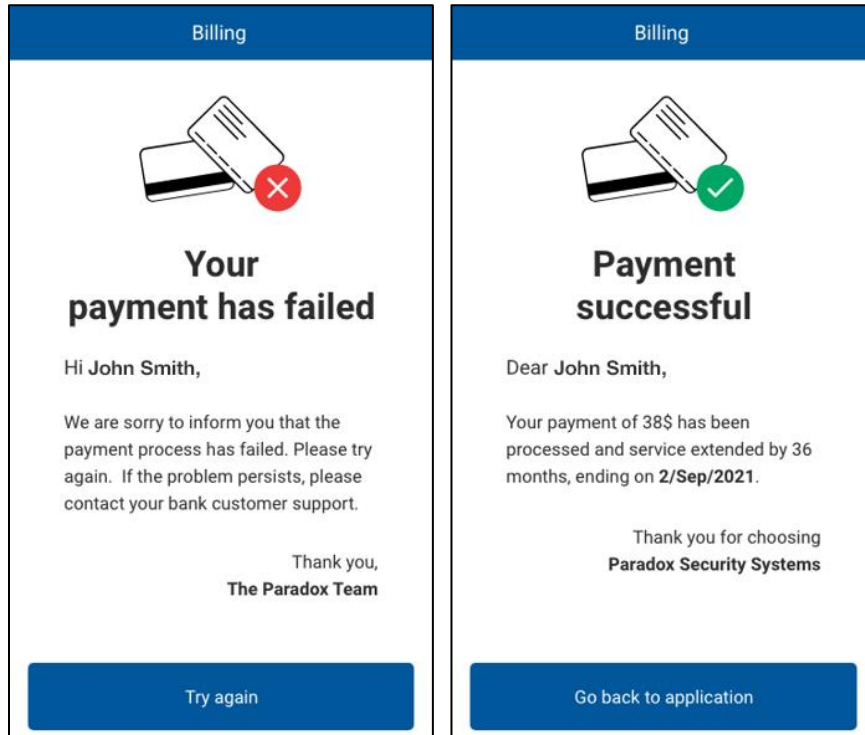 Billing
Your
payment has failed
Hi John Smith,
We are sorry to inform you that the
payment process has failed. Please try
again.  If the problem persists, please
contact your bank customer support.
Thank you,
The Paradox Team
Try again
Billing
Payment
successful
Dear John Smith,
Your payment of 38$ has been
processed and service extended by 36
months, ending on 2/Sep/2021.
Thank you for choosing
Paradox Security Systems
Go back to application